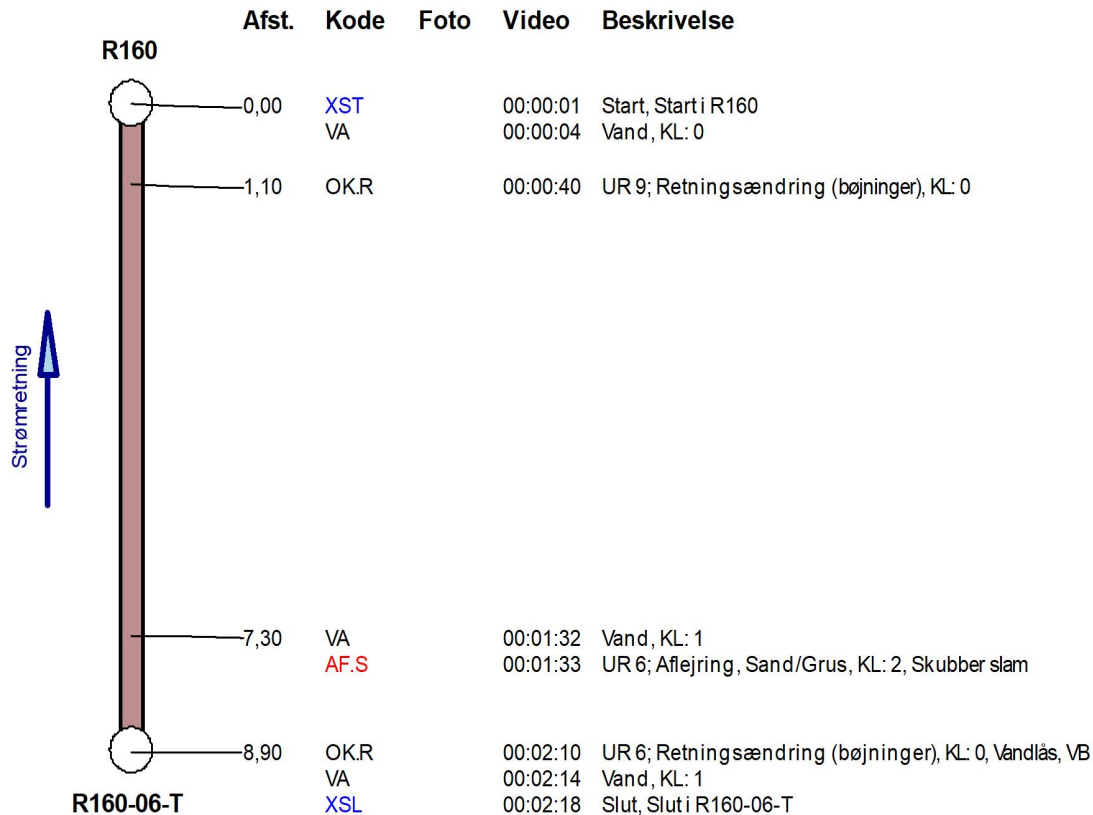 Afst. Kode Foto Video Beskrivelse
R160
0,00 XST 00:00:01 Start, Start i R160
VA 00:00:04 Vand, KL: 0
1,10 OK.R 00:00:40 UR 9; Retningsændring (bøjninger), KL: 0
Strømretning
7,30 VA 00:01:32 Vand, KL: 1
AF.S 00:01:33 UR 6; Aflejring, Sand/Grus, KL: 2, Skubber slam
8,90 OK.R 00:02:10 UR 6; Retningsændring (bøjninger), KL: 0, Vandlås, VB
VA 00:02:14 Vand, KL: 1
R160-06-T XSL 00:02:18 Slut, Slut i R160-06-T